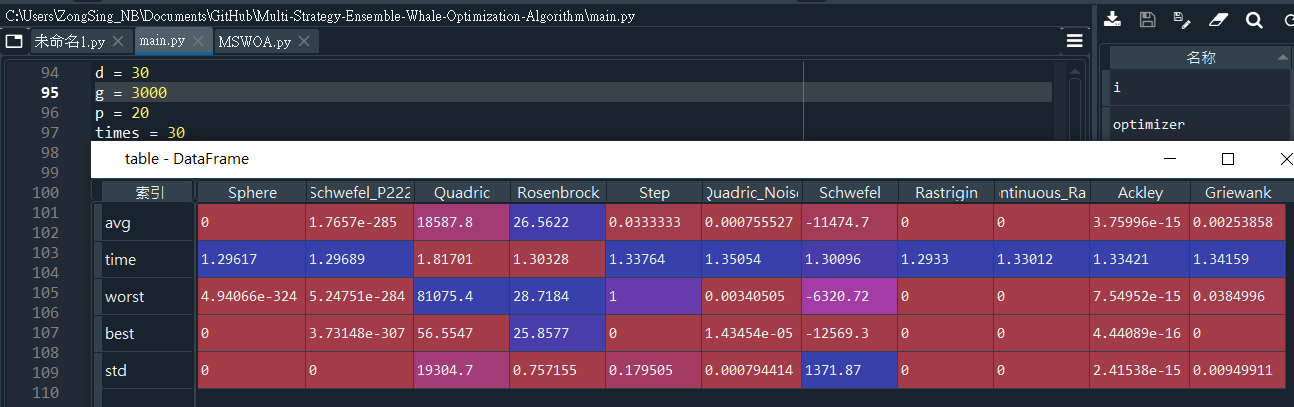 C:\Users\ZongSing_NB\Documents\GitHub\Multi-Strategy-Ensemble-Whale-Optimization-Algorithm\main.py
未命名1.py main.py MSWOA.py
名称
94 d = 30
95 g = 3000
96 p = 20
97 times = 30
98
99
100
101
102
103
104
105
106
107
108
109
110
i
optimizer
table - DataFrame
索引 Sphere Schwefel_P222 Quadric Rosenbrock Step Quadric_Noise Schwefel Rastrigin ntinuous_Ra Ackley Griewank
avg 0 1.7657e-285 18587.8 26.5622 0.0333333 0.000755527 -11474.7 0 0 3.75996e-15 0.00253858
time 1.29617 1.29689 1.81701 1.30328 1.33764 1.35054 1.30096 1.2933 1.33012 1.33421 1.34159
worst 4.94066e-324 5.24751e-284 81075.4 28.7184 1 0.00340505 -6320.72 0 0 7.54952e-15 0.0384996
best 0 3.73148e-307 56.5547 25.8577 0 1.43454e-05 -12569.3 0 0 4.44089e-16 0
std 0 0 19304.7 0.757155 0.179505 0.000794414 1371.87 0 0 2.41538e-15 0.00949911